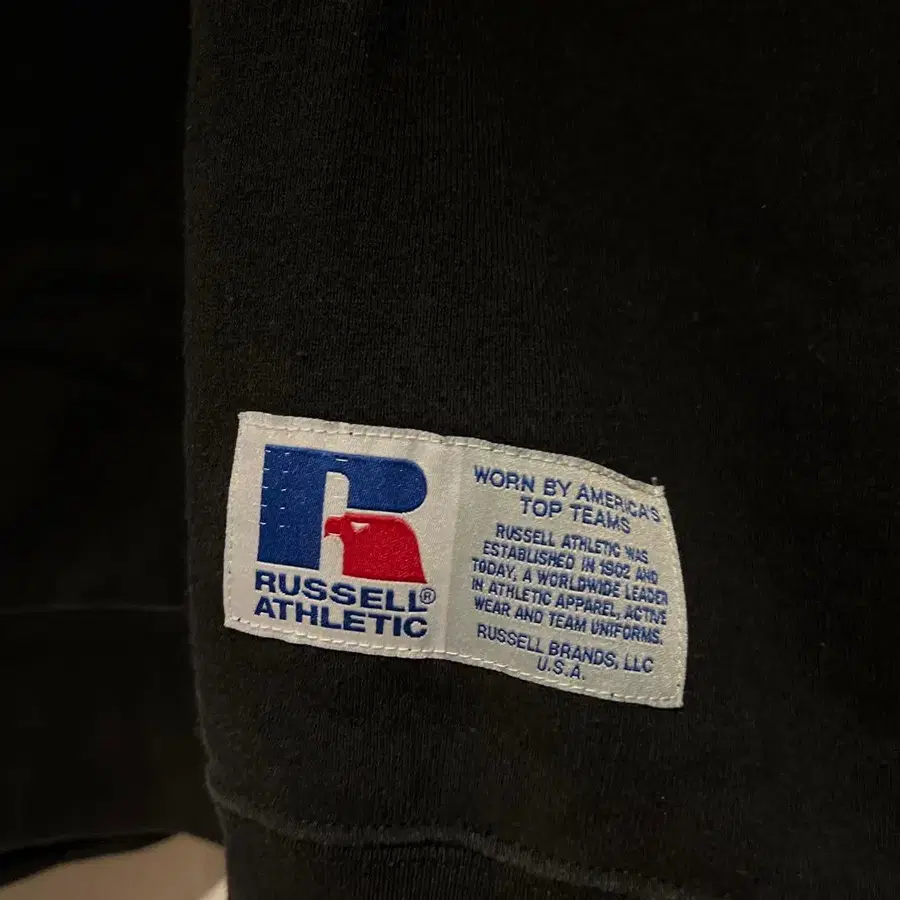 RUSSELL®
ATHLETIC
WORN BY AMERICA'S
TOP TEAMS
RUSSELL ATHLETIC WAS
ESTABLISHED IN 1902 AND
TODAY, A WORLDWIDE LEADER
IN ATHLETIC APPAREL, ACTIVE
WEAR AND TEAM UNIFORMS.
RUSSELL BRANDS, LLC
U.S.A.